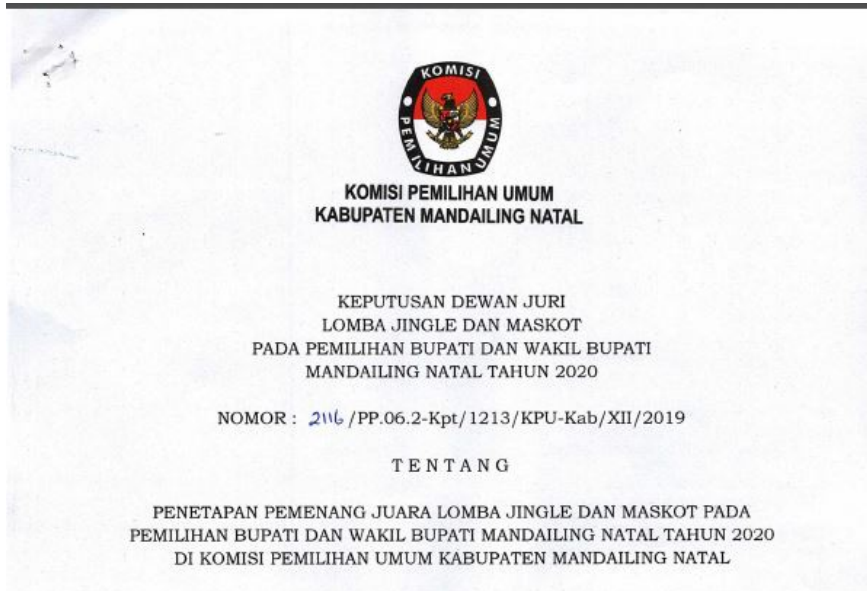 KOMISI
PEMILIHAN UMUM
KOMISI PEMILIHAN UMUM
KABUPATEN MANDAILING NATAL
KEPUTUSAN DEWAN JURI
LOMBA JINGLE DAN MASKOT
PADA PEMILIHAN BUPATI DAN WAKIL BUPATI
MANDAILING NATAL TAHUN 2020
NOMOR : 2116 /PP.06.2-Kpt/1213/KPU-Kab/XII/2019
T E N T A N G
PENETAPAN PEMENANG JUARA LOMBA JINGLE DAN MASKOT PADA
PEMILIHAN BUPATI DAN WAKIL BUPATI MANDAILING NATAL TAHUN 2020
DI KOMISI PEMILIHAN UMUM KABUPATEN MANDAILING NATAL